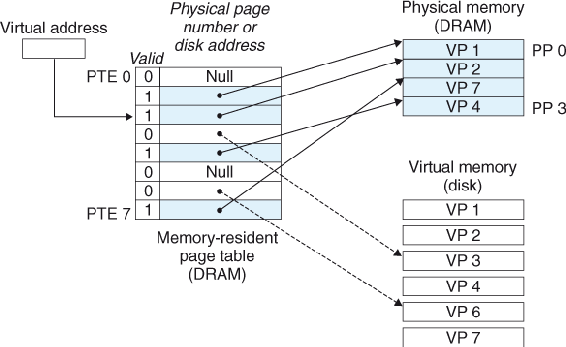 Virtual address
Physical page
number or
disk address
Valid
PTE 0
0
Null
1
1
0
1
0
Null
0
PTE 7
1
Memory-resident
page table
(DRAM)
Physical memory
(DRAM)
VP 1
PP 0
VP 2
VP 7
VP 4
PP 3
Virtual memory
(disk)
VP 1
VP 2
VP 3
VP 4
VP 6
VP 7